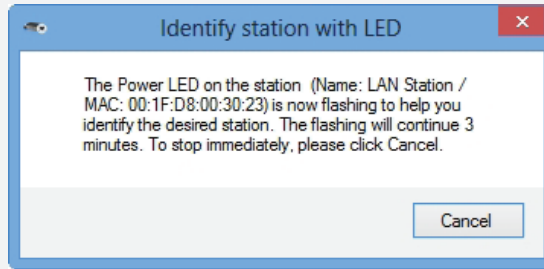 Identify station with LED
The Power LED on the station  (Name: LAN Station /
MAC: 00:1F:D8:00:30:23) is now flashing to help you
identify the desired station. The flashing will continue 3
minutes. To stop immediately, please click Cancel.
Cancel